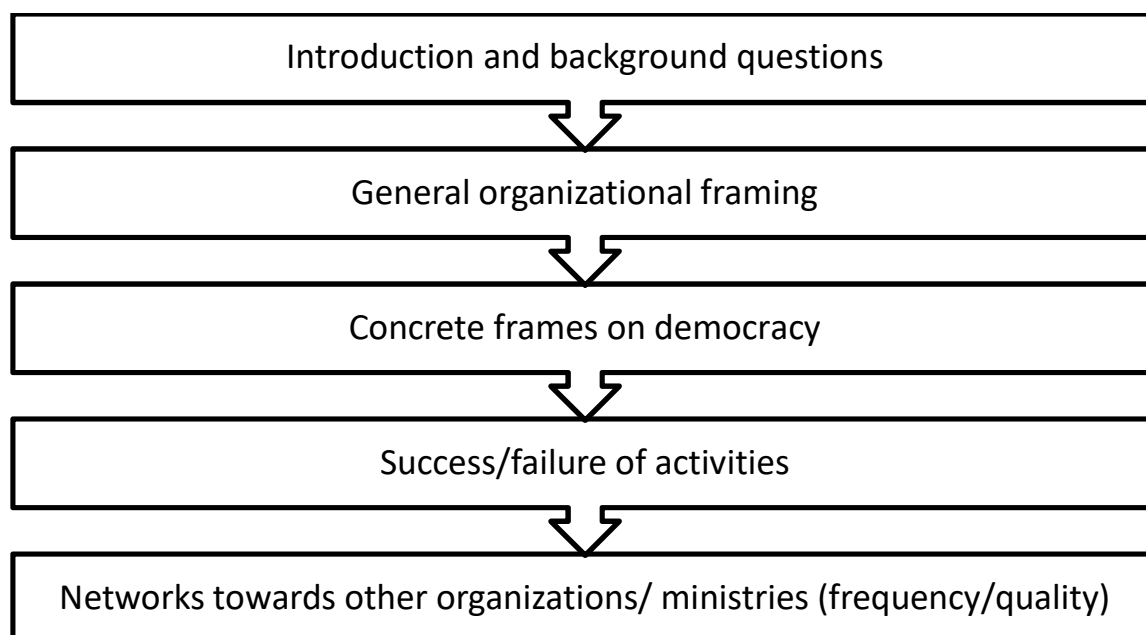 Introduction and background questions
General organizational framing
Concrete frames on democracy
Success/failure of activities
Networks towards other organizations/ ministries (frequency/quality)